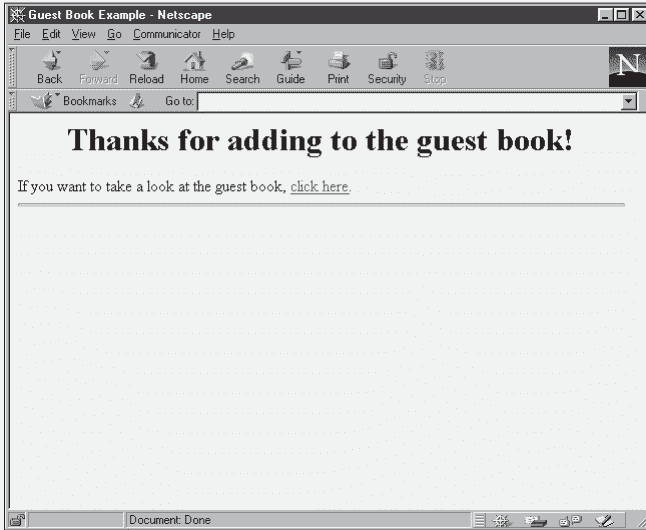 Guest Book Example - Netscape
File Edit View Go Communicator Help
Back Forward Reload Home Search Guide Print Security Stop
N
Bookmarks Go to:
Thanks for adding to the guest book!
If you want to take a look at the guest book, click here.
Document: Done